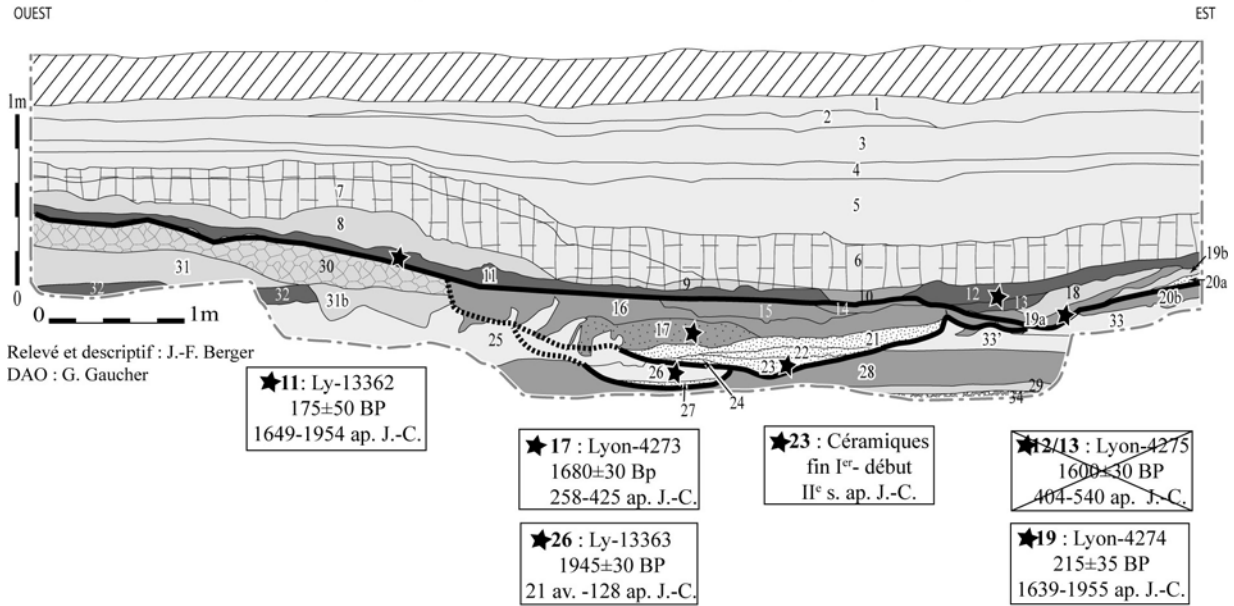 OUEST
EST
1m
1
2
3
4
5
7
8
6
19b
20a
12
13
18
20b
9
10
11
14
15
16
30
31
31b
32
32
19a
33
33'
17
21
22
25
23
28
26
24
27
29
34
0
0 1m
Relevé et descriptif : J.-F. Berger
DAO : G. Gaucher
11: Ly-13362
175±50 BP
1649-1954 ap. J.-C.
17 : Lyon-4273
1680±30 Bp
258-425 ap. J.-C.
23 : Céramiques
fin Ier- début
IIe s. ap. J.-C.
12/13 : Lyon-4275
1600±30 BP
404-540 ap. J.-C.
26 : Ly-13363
1945±30 BP
21 av. -128 ap. J.-C.
19 : Lyon-4274
215±35 BP
1639-1955 ap. J.-C.